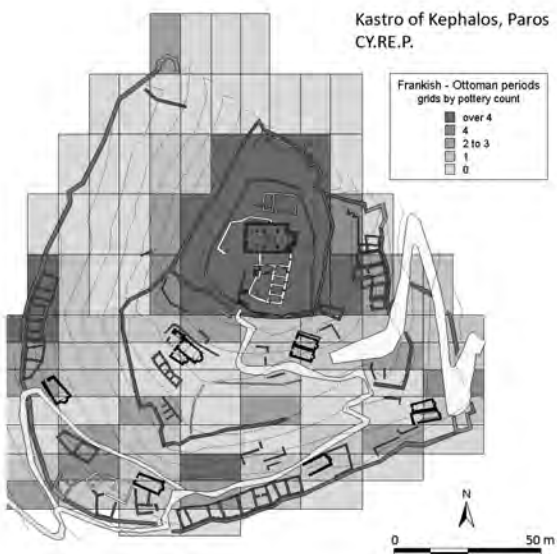 Kastro of Kephalos, Paros
CY.RE.P.
Frankish - Ottoman periods
grids by pottery count
over 4
4
2 to 3
1
0
N
0 50 m